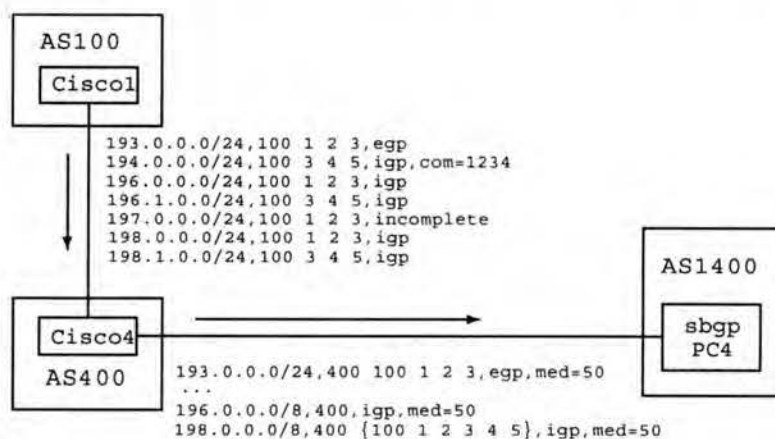 AS100
Cisco1
193.0.0.0/24,100 1 2 3,egp
194.0.0.0/24,100 3 4 5,igp,com=1234
196.0.0.0/24,100 1 2 3,igp
196.1.0.0/24,100 3 4 5,igp
197.0.0.0/24,100 1 2 3,incomplete
198.0.0.0/24,100 1 2 3,igp
198.1.0.0/24,100 3 4 5,igp
AS1400
sbgp
PC4
Cisco4
AS400
193.0.0.0/24,400 100 1 2 3,egp,med=50
...
196.0.0.0/8,400,igp,med=50
198.0.0.0/8,400 {100 1 2 3 4 5},igp,med=50